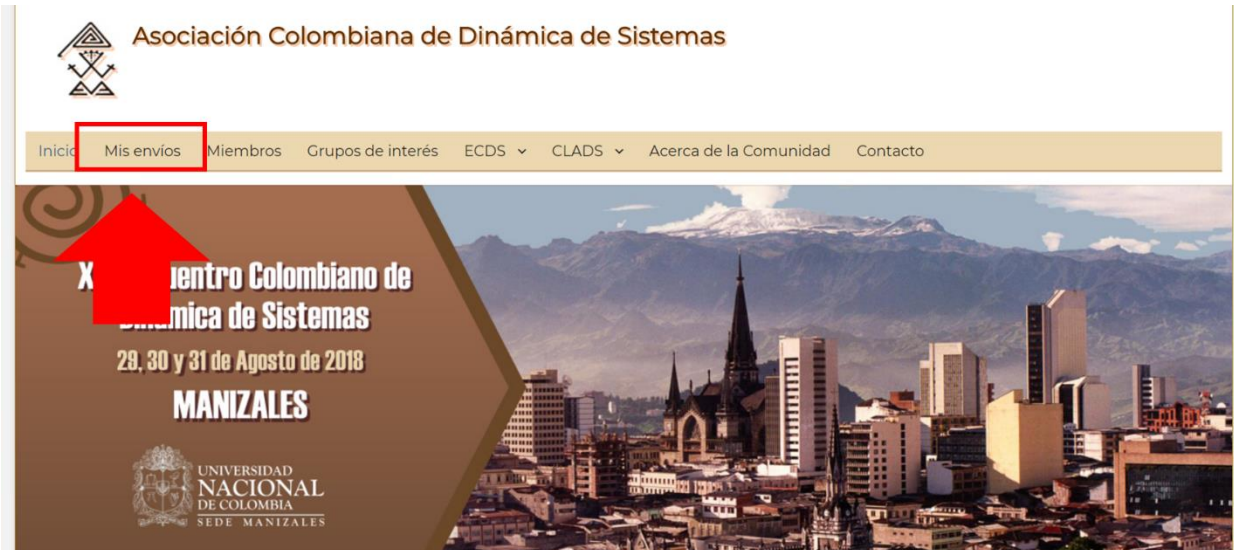 Asociación Colombiana de Dinámica de Sistemas
Inicio Mis envíos Miembros Grupos de interés ECDS CLADS Acerca de la Comunidad Contacto
Colombiano de
de Sistemas
29, 30 y 31 de Agosto de 2018
MANIZALES
UNIVERSIDAD
NACIONAL
DE COLOMBIA
SEDE MANIZALES